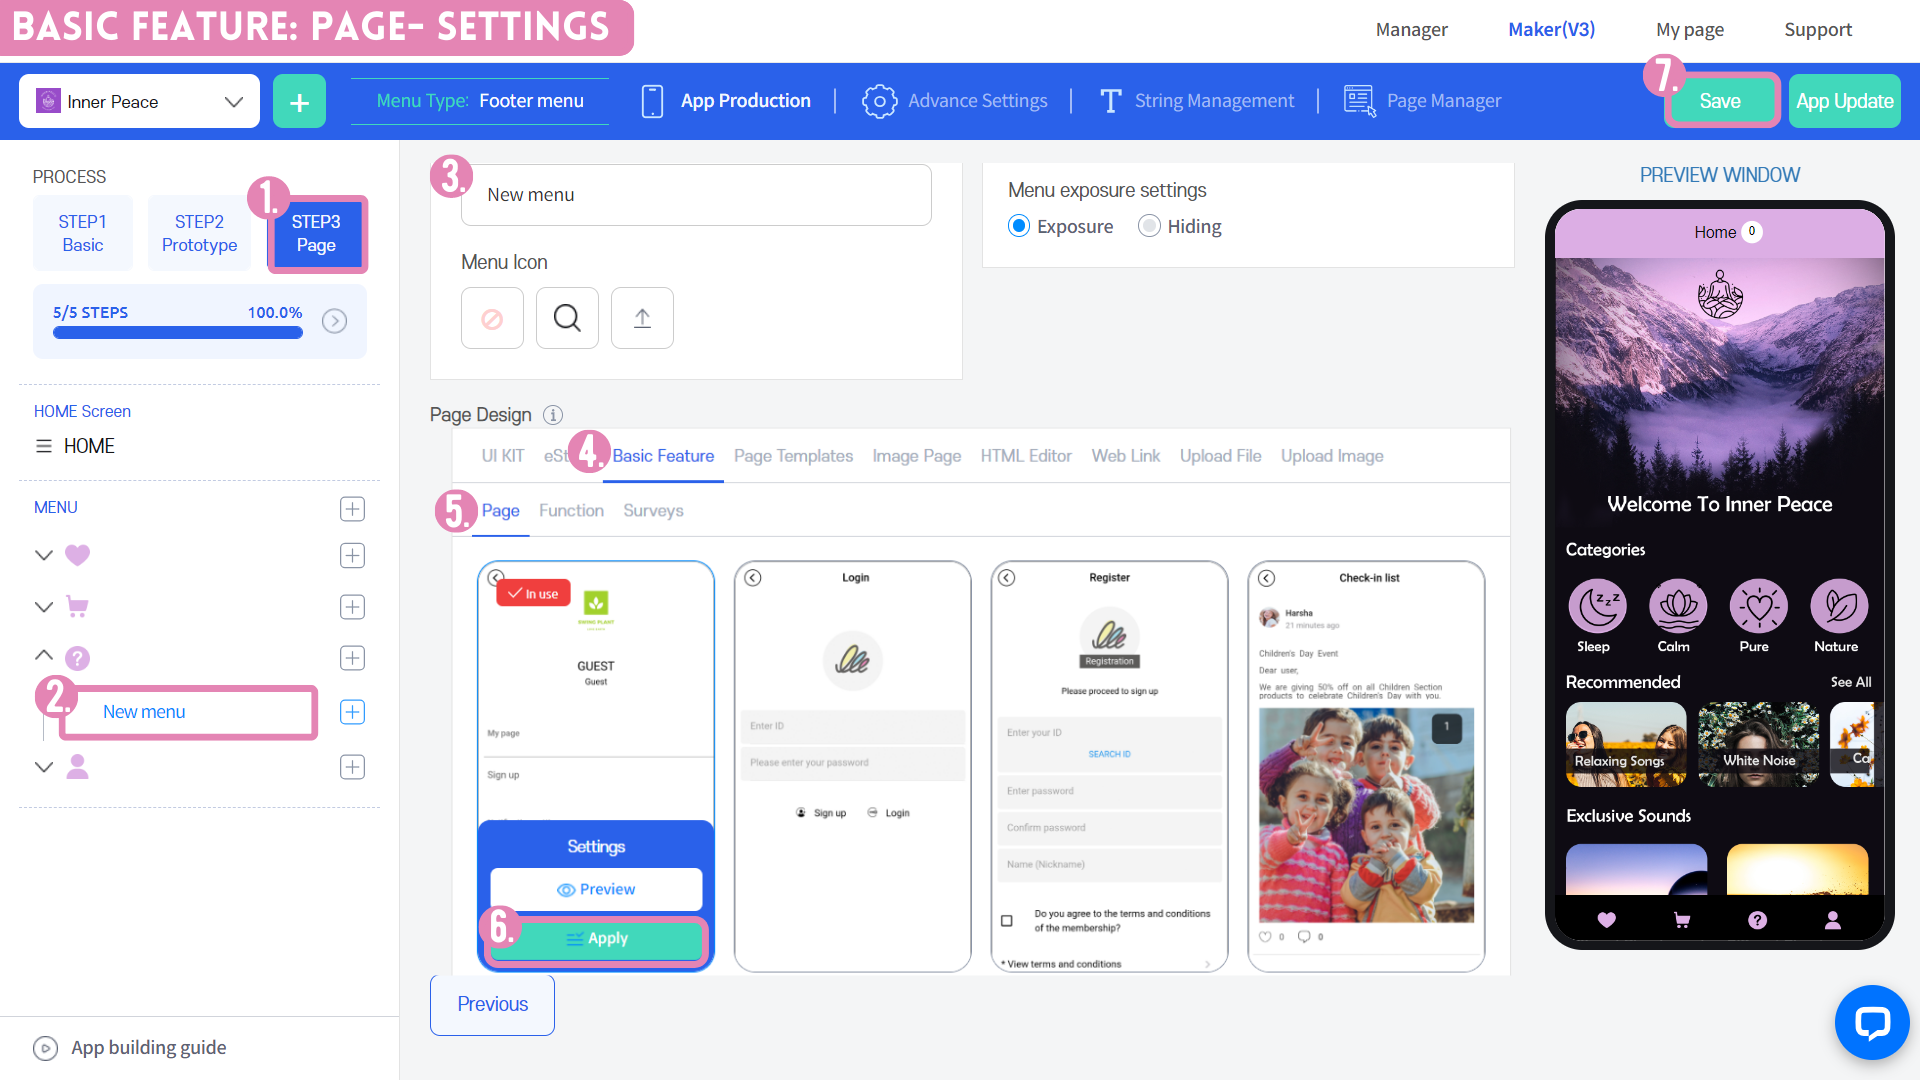 BASIC FEATURE: PAGE- SETTINGS
Manager
Maker(V3)
My page
Support
Inner Peace
+
Menu Type: Footer menu
App Production
Advance Settings
String Management
Page Manager
7.
Save
App Update
PROCESS
1.
STEP1
Basic
STEP2
Prototype
STEP3
Page
5/5 STEPS
100.0%
HOME Screen
HOME
MENU
2.
New menu
App building guide
3.
New menu
Menu Icon
Menu exposure settings
Exposure
Hiding
Page Design
UI KIT
eSt
4.
Basic Feature
Page Templates
Image Page
HTML Editor
Web Link
Upload File
Upload Image
5.
Page
Function
Surveys
In use
GUEST
Guest
My page
Sign up
Settings
Preview
6.
Apply
Login
Enter ID
Please enter your password
Sign up
Login
Register
Registration
Please proceed to sign up
Enter your ID
SEARCH ID
Enter password
Confirm password
Name (Nickname)
Do you agree to the terms and conditions
of the membership?
* View terms and conditions
Check-in list
Harsha
21 minutes ago
Children's Day Event
Dear user,
We are giving 50% off on all Children Section
products to celebrate Children's Day with you.
1
0
0
Previous
PREVIEW WINDOW
Home 0
Welcome To Inner Peace
Categories
Sleep
Calm
Pure
Nature
Recommended
See All
Relaxing Songs
White Noise
Ca
Exclusive Sounds